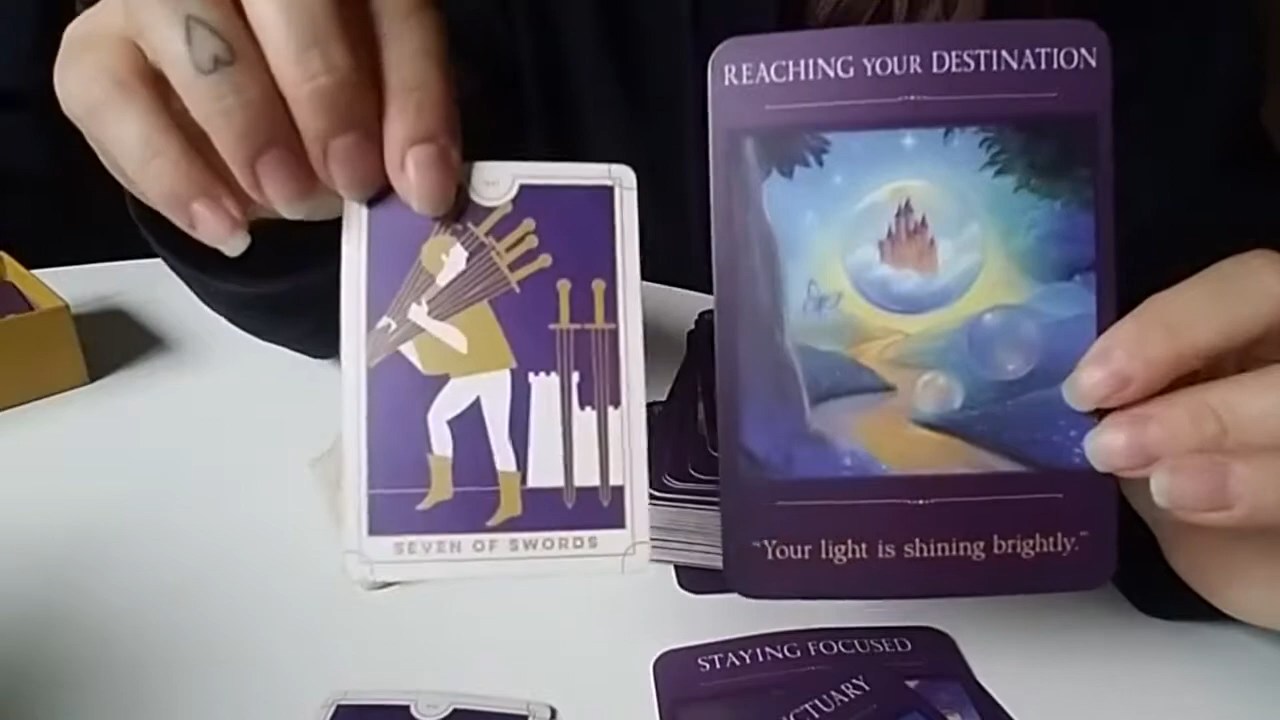 REACHING YOUR DESTINATION
SEVEN OF SWORDS
"Your light is shining brightly."
STAYING FOCUSED